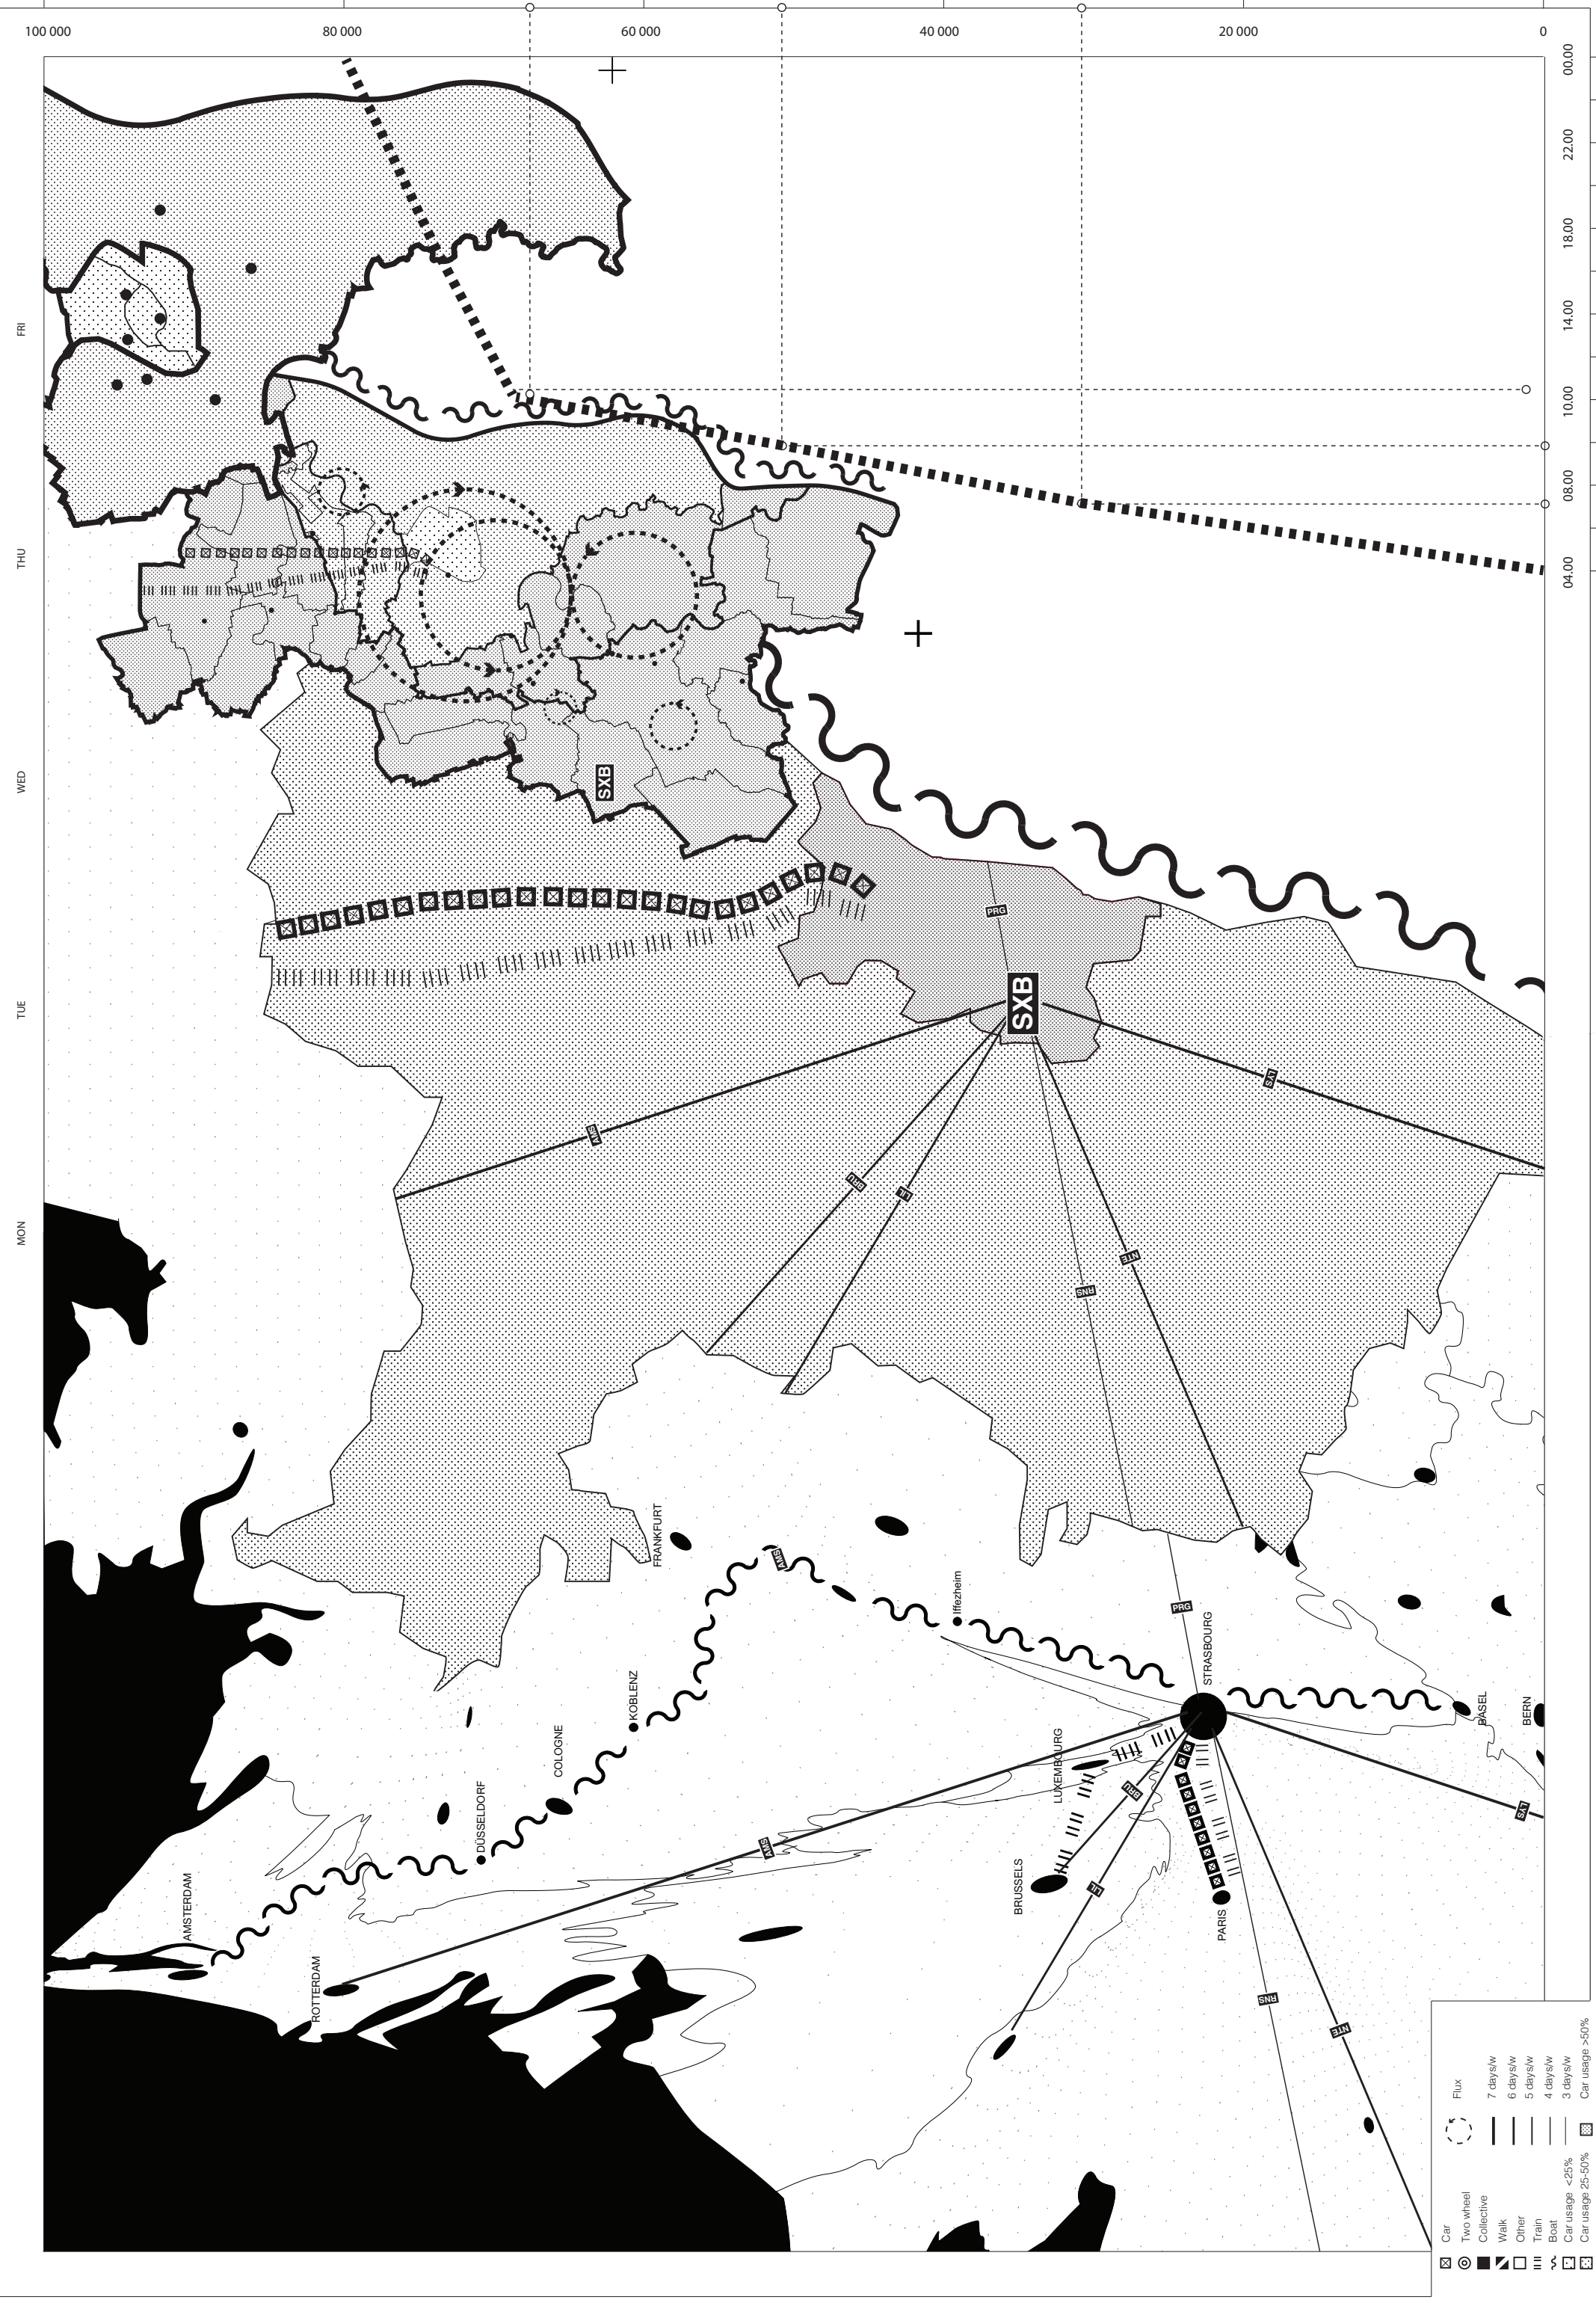 100 000
80 000
60 000
40 000
20 000
0
00.00
22.00
18.00
14.00
10.00
08.00
04.00
FRI
THU
WED
TUE
MON
SXB
PRG
SXB
LYS
AMS
BRU
LIL
NTE
RNS
FRANKFURT
AMS
Iffezheim
PRG
STRASBOURG
KOBLENZ
BASEL
BERN
COLOGNE
LUXEMBOURG
DÜSSELDORF
BRU
LYS
AMS
AMSTERDAM
BRUSSELS
LIL
PARIS
ROTTERDAM
RNS
NTE
Car
Two wheel
Collective
Walk
Other
Train
Boat
Car usage <25%
Car usage 25-50%
Flux
7 days/w
6 days/w
5 days/w
4 days/w
3 days/w
Car usage >50%